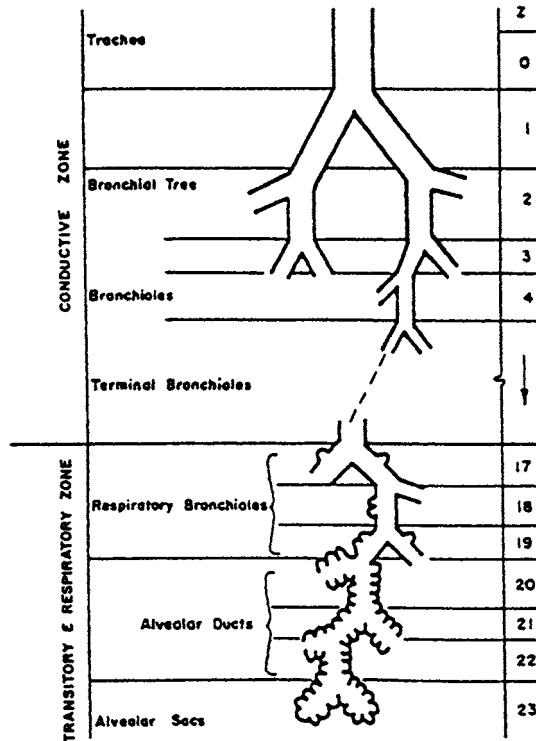 Z
Trachea
0
1
CONDUCTIVE ZONE
Bronchial Tree
2
3
Bronchioles
4
Terminal Bronchioles
17
Respiratory Bronchioles
18
19
TRANSITORY & RESPIRATORY ZONE
20
Alveolar Ducts
21
22
Alveolar Sacs
23